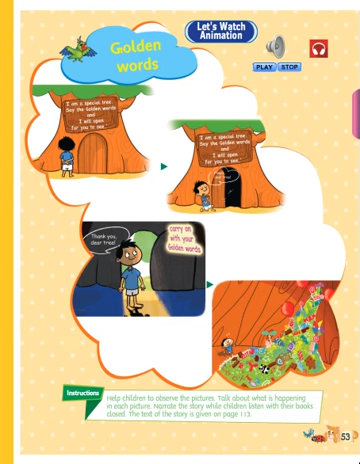 Let's Watch
Animation
Golden
words
PLAY STOP
I am a special tree
Say the Golden words
and
I will open
for you to see.
I am a special tree
Say the Golden words
and
I will open
for you to see.
Thank you,
dear tree!
carry on
with your
Golden words.
Instructions
Help children to observe the pictures. Talk about what is happening
in each picture. Narrate the story while children listen with their books
closed. The text of the story is given on page 113.
53